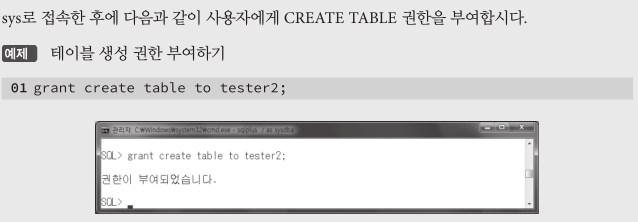 sys로 접속한 후에 다음과 같이 사용자에게 CREATE TABLE 권한을 부여합시다.
예제 테이블 생성 권한 부여하기
01 grant create table to tester2;
관리자: C:\Windows\system32\cmd.exe - sqlplus / as sysdba
SQL> grant create table to tester2;
권한이 부여되었습니다.
SQL> _